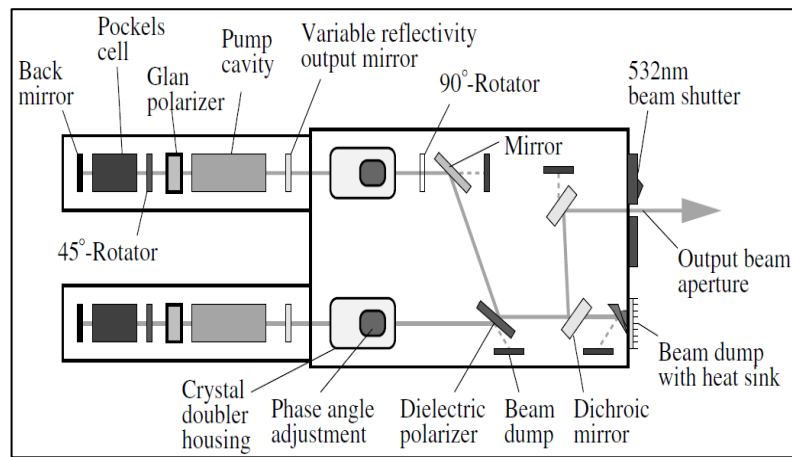 Pockels
cell
Back
mirror
Glan
polarizer
Pump
cavity
Variable reflectivity
output mirror
90°-Rotator
532nm
beam shutter
Mirror
45°-Rotator
Output beam
aperture
Crystal
doubler
housing
Phase angle
adjustment
Dielectric
polarizer
Beam
dump
Dichroic
mirror
Beam dump
with heat sink